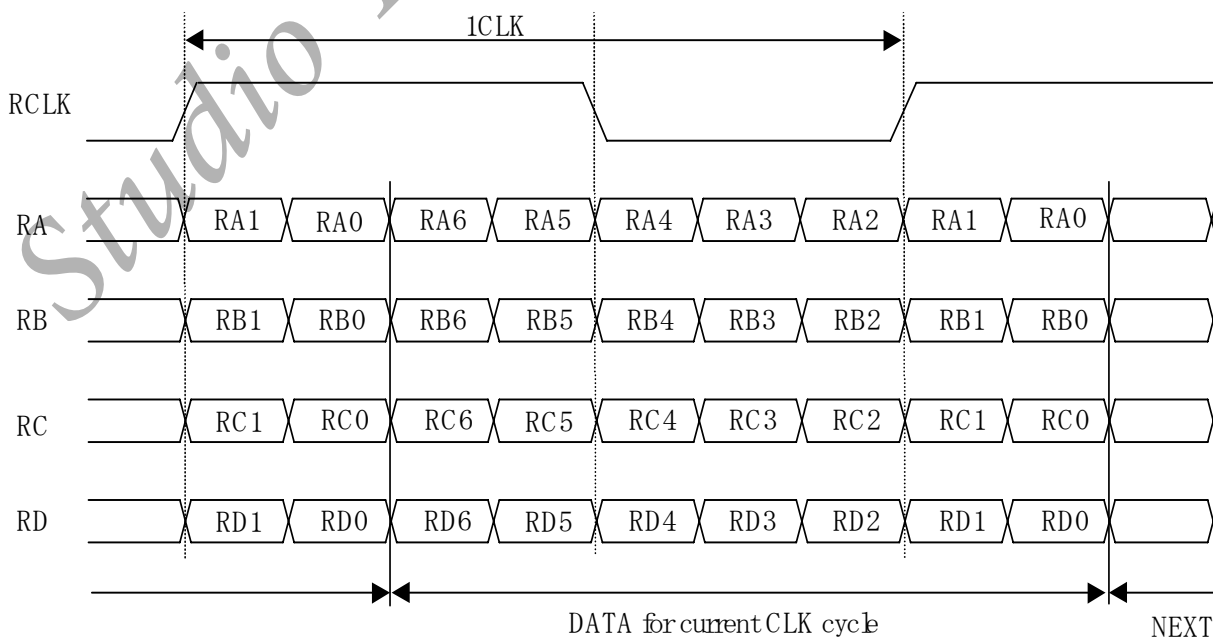 Studio
1CLK
RCLK
RA RA1 RA0 RA6 RA5 RA4 RA3 RA2 RA1 RA0
RB RB1 RB0 RB6 RB5 RB4 RB3 RB2 RB1 RB0
RC RC1 RC0 RC6 RC5 RC4 RC3 RC2 RC1 RC0
RD RD1 RD0 RD6 RD5 RD4 RD3 RD2 RD1 RD0
DATA for current CLK cycle
NEXT